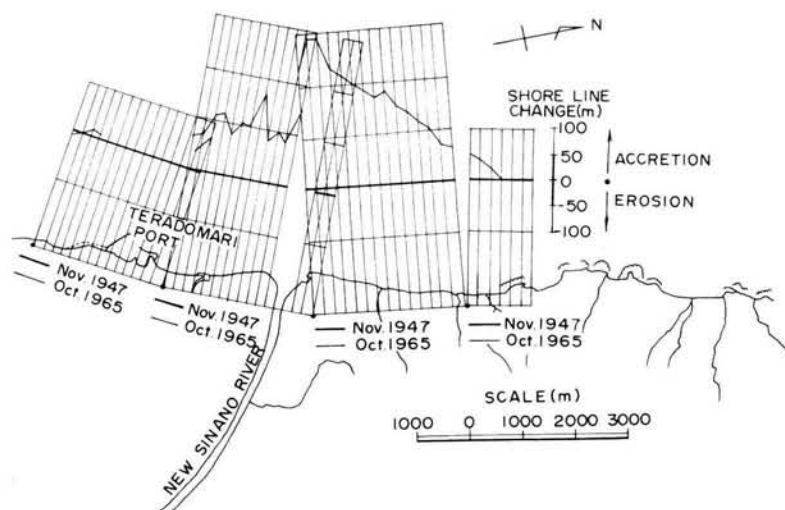 N
SHORE LINE
CHANGE(m)
100
50
0
-50
-100
ACCRETION
EROSION
TERADOMARI
PORT
Nov. 1947
Oct. 1965
Nov. 1947
Oct. 1965
Nov. 1947
Oct. 1965
Nov. 1947
Oct. 1965
NEW SINANO RIVER
SCALE (m)
1000 0 1000 2000 3000